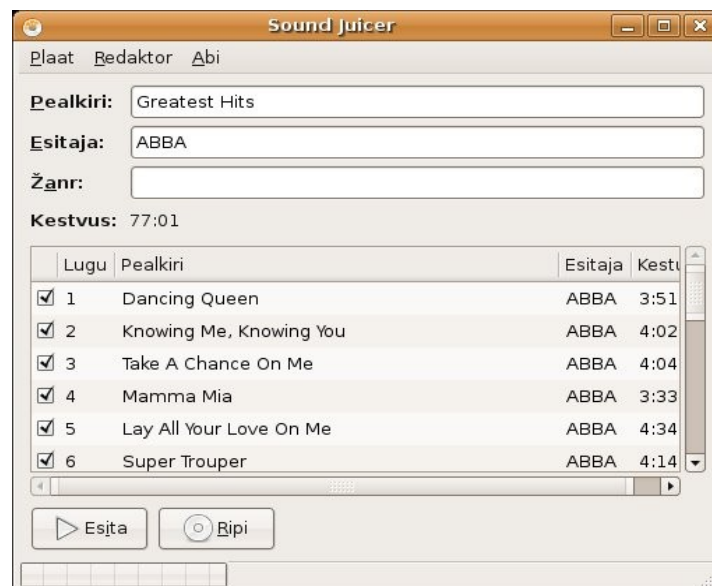 Sound Juicer
Plaat Redaktor Abi
Pealkiri: Greatest Hits
Esitaja: ABBA
Žanr:
Kestvus: 77:01
Lugu Pealkiri Esitaja
1 Dancing Queen ABBA 3:51
2 Knowing Me, Knowing You ABBA 4:02
3 Take A Chance On Me ABBA 4:04
4 Mamma Mia ABBA 3:33
5 Lay All Your Love On Me ABBA 4:34
6 Super Trouper ABBA 4:14
Esita Ripi